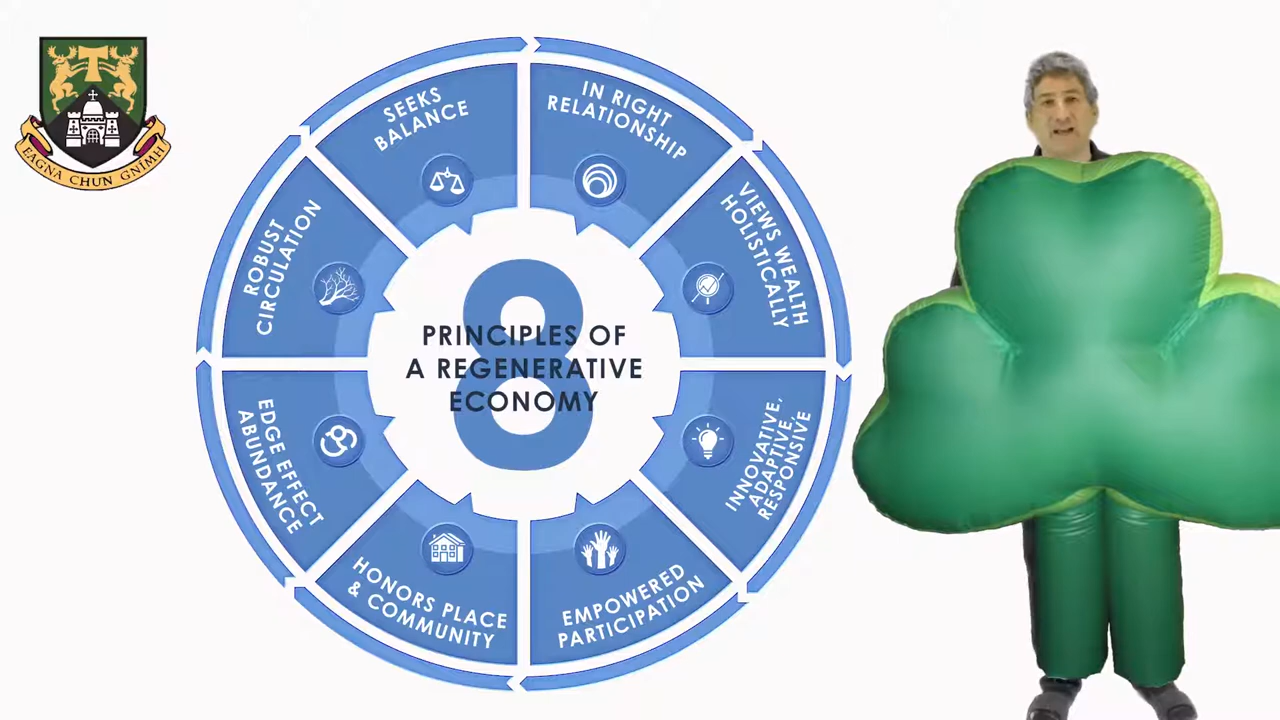 EAGNA CHUN GNÍMH
SEEKS
BALANCE
IN RIGHT
RELATIONSHIP
VIEWS WEALTH
HOLISTICALLY
INNOVATIVE,
ADAPTIVE,
RESPONSIVE
EMPOWERED
PARTICIPATION
HONORS PLACE
& COMMUNITY
EDGE EFFECT
ABUNDANCE
ROBUST
CIRCULATION
8
PRINCIPLES OF
A REGENERATIVE
ECONOMY